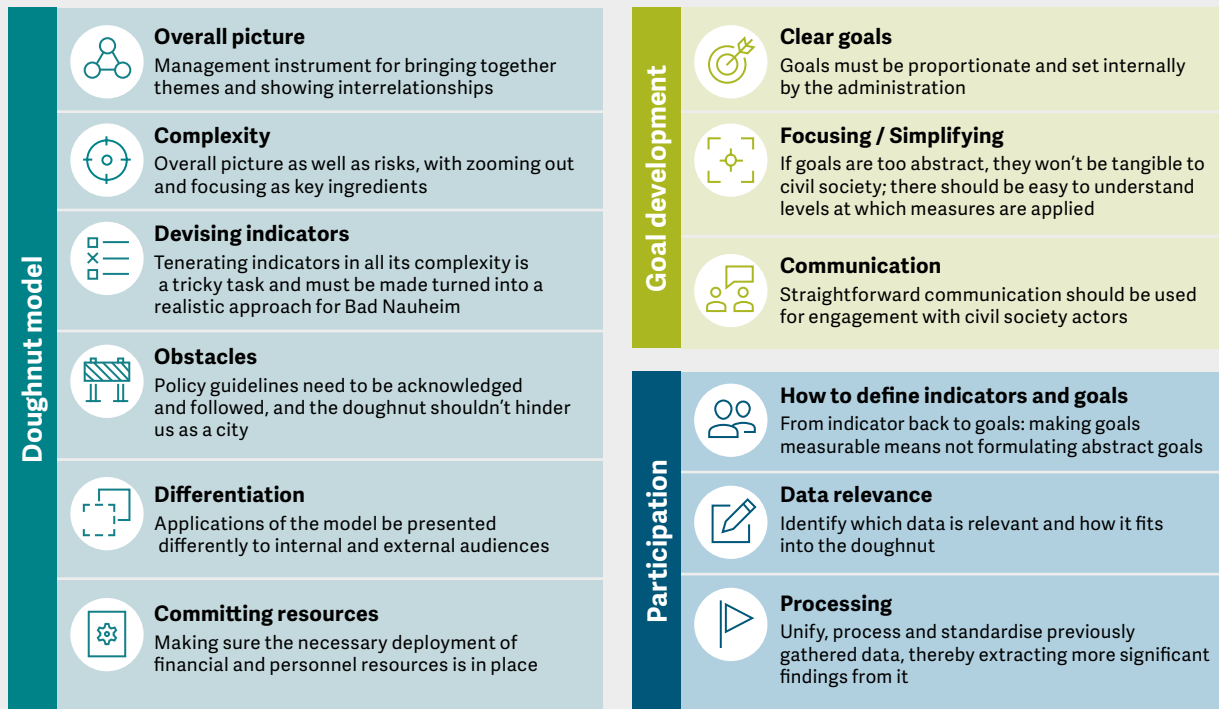 Doughnut model
Overall picture
Management instrument for bringing together
themes and showing interrelationships
Complexity
Overall picture as well as risks, with zooming out
and focusing as key ingredients
Devising indicators
Tenerating indicators in all its complexity is
a tricky task and must be made turned into a
realistic approach for Bad Nauheim
Obstacles
Policy guidelines need to be acknowledged
and followed, and the doughnut shouldn't hinder
us as a city
Differentiation
Applications of the model be presented
differently to internal and external audiences
Committing resources
Making sure the necessary deployment of
financial and personnel resources is in place
Goal development
Clear goals
Goals must be proportionate and set internally
by the administration
Focusing / Simplifying
If goals are too abstract, they won't be tangible to
civil society; there should be easy to understand
levels at which measures are applied
Communication
Straightforward communication should be used
for engagement with civil society actors
Participation
How to define indicators and goals
From indicator back to goals: making goals
measurable means not formulating abstract goals
Data relevance
Identify which data is relevant and how it fits
into the doughnut
Processing
Unify, process and standardise previously
gathered data, thereby extracting more significant
findings from it